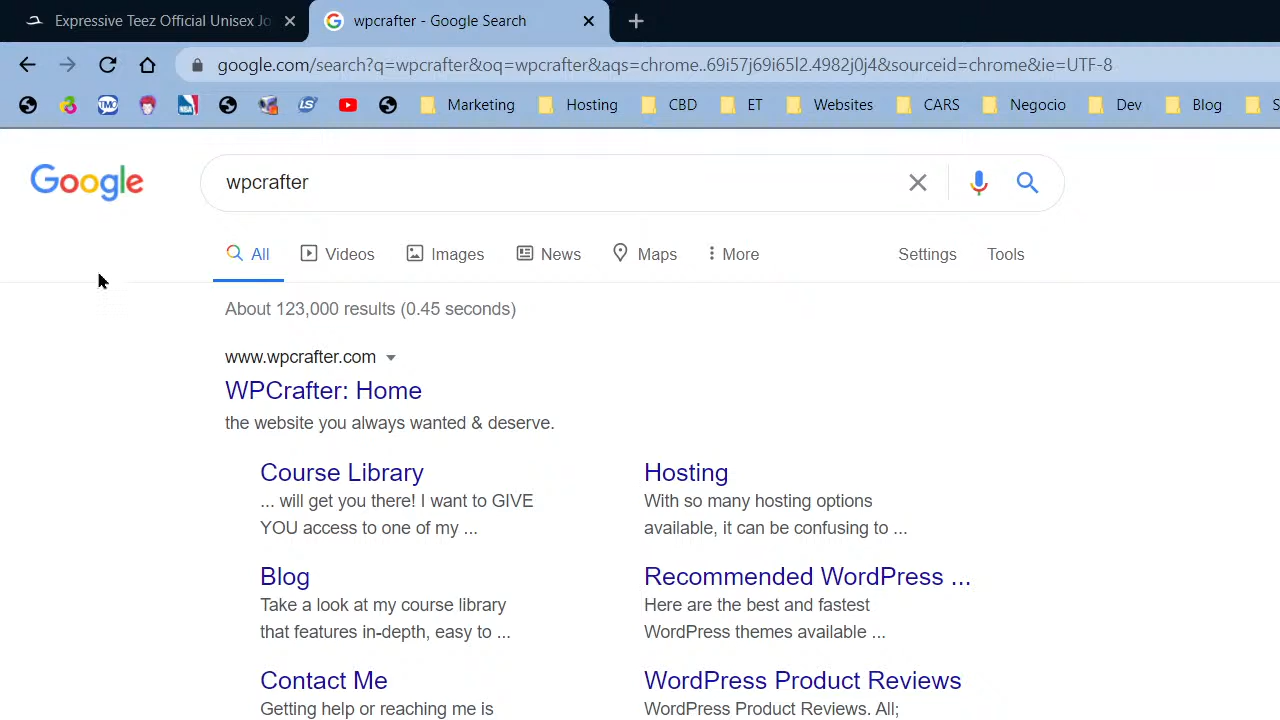 Expressive Teez Official Unisex Jo
wpcrafter - Google Search
google.com/search?q=wpcrafter&oq=wpcrafter&aqs=chrome..69i57j69i65l2.4982j0j4&sourceid=chrome&ie=UTF-8
TMO NBA LS Marketing Hosting CBD ET Websites CARS Negocio Dev Blog S
Google
wpcrafter
All Videos Images News Maps More Settings Tools
About 123,000 results (0.45 seconds)
www.wpcrafter.com
WPCrafter: Home
the website you always wanted & deserve.
Course Library
... will get you there! I want to GIVE
YOU access to one of my ...
Hosting
With so many hosting options
available, it can be confusing to ...
Blog
Take a look at my course library
that features in-depth, easy to ...
Recommended WordPress ...
Here are the best and fastest
WordPress themes available ...
Contact Me
Getting help or reaching me is
WordPress Product Reviews
WordPress Product Reviews. All;